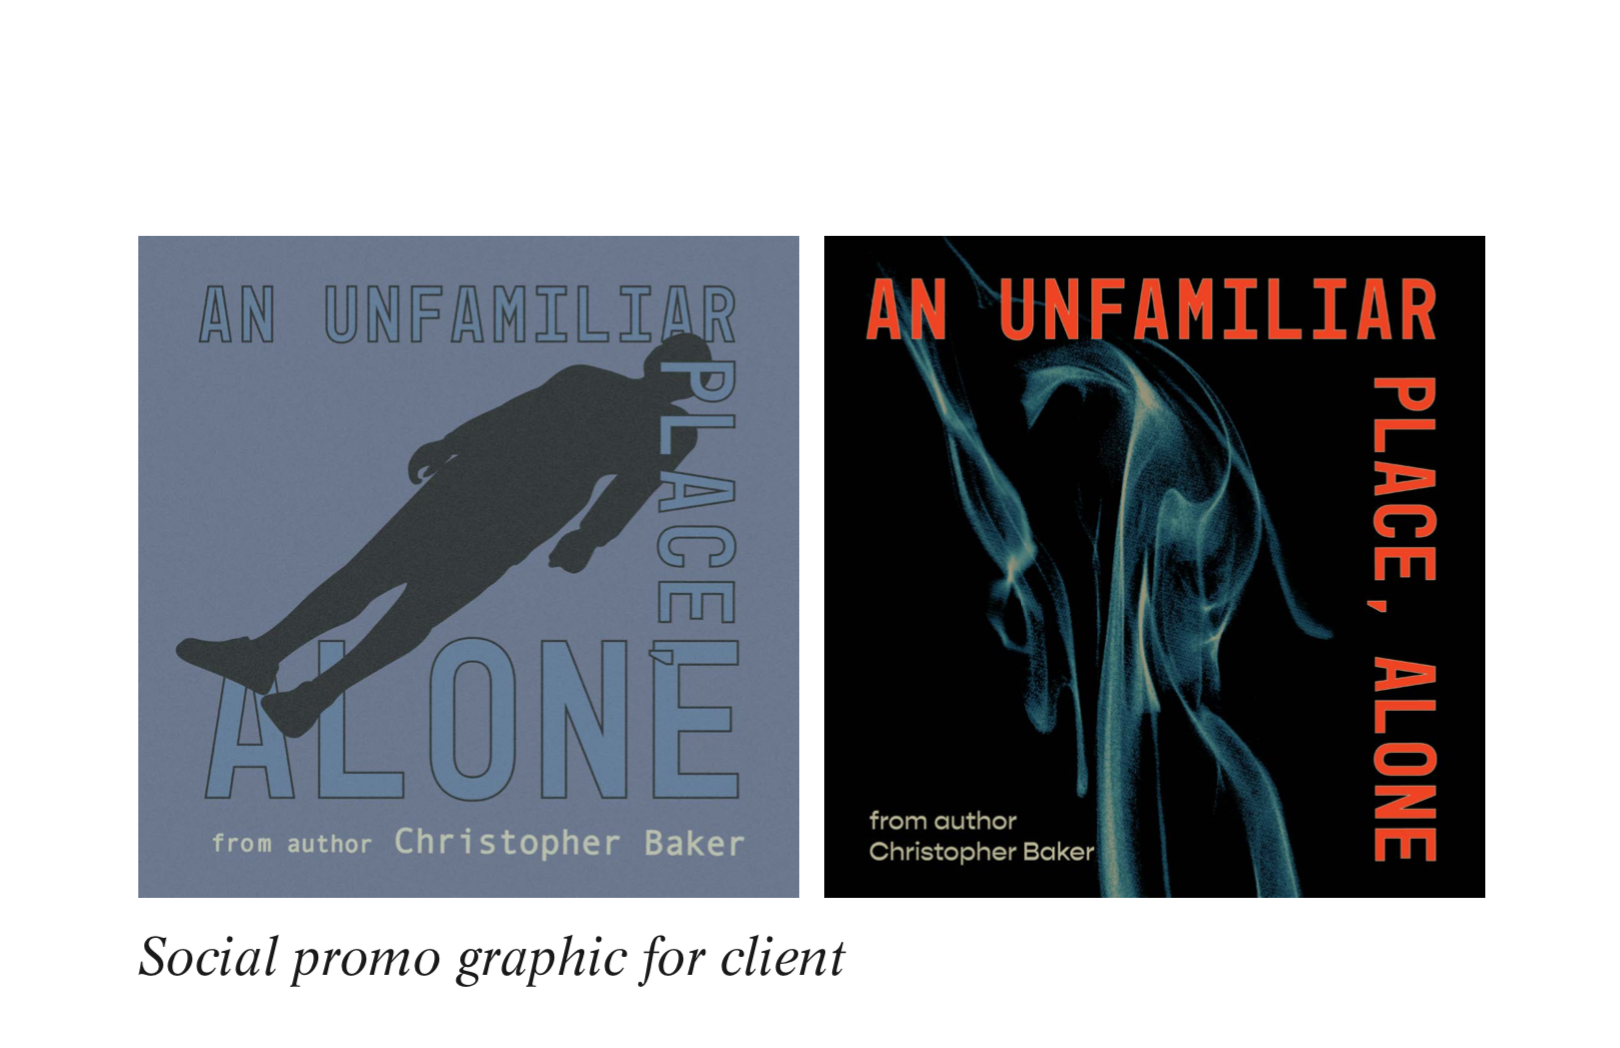 AN UNFAMILIAR
PLACE,
ALONE
from author Christopher Baker
AN UNFAMILIAR
PLACE, ALONE
from author
Christopher Baker
Social promo graphic for client